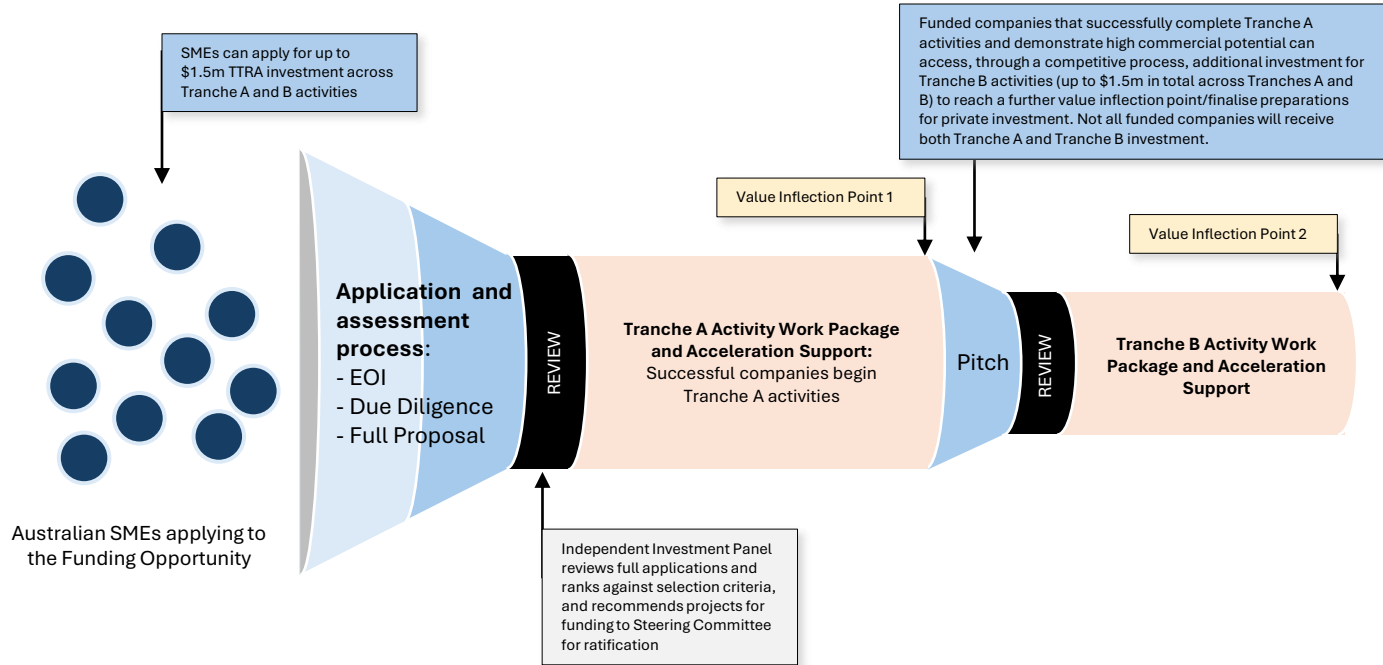 SMEs can apply for up to
$1.5m TTRA investment across
Tranche A and B activities
Funded companies that successfully complete Tranche A
activities and demonstrate high commercial potential can
access, through a competitive process, additional investment for
Tranche B activities (up to $1.5m in total across Tranches A and
B) to reach a further value inflection point/finalise preparations
for private investment. Not all funded companies will receive
both Tranche A and Tranche B investment.
Value Inflection Point 1
Value Inflection Point 2
Application and
assessment
process:
- EOI
- Due Diligence
- Full Proposal
REVIEW
Tranche A Activity Work Package
and Acceleration Support:
Successful companies begin
Tranche A activities
Pitch
REVIEW
Tranche B Activity Work
Package and Acceleration
Support
Australian SMEs applying to
the Funding Opportunity
Independent Investment Panel
reviews full applications and
ranks against selection criteria,
and recommends projects for
funding to Steering Committee
for ratification